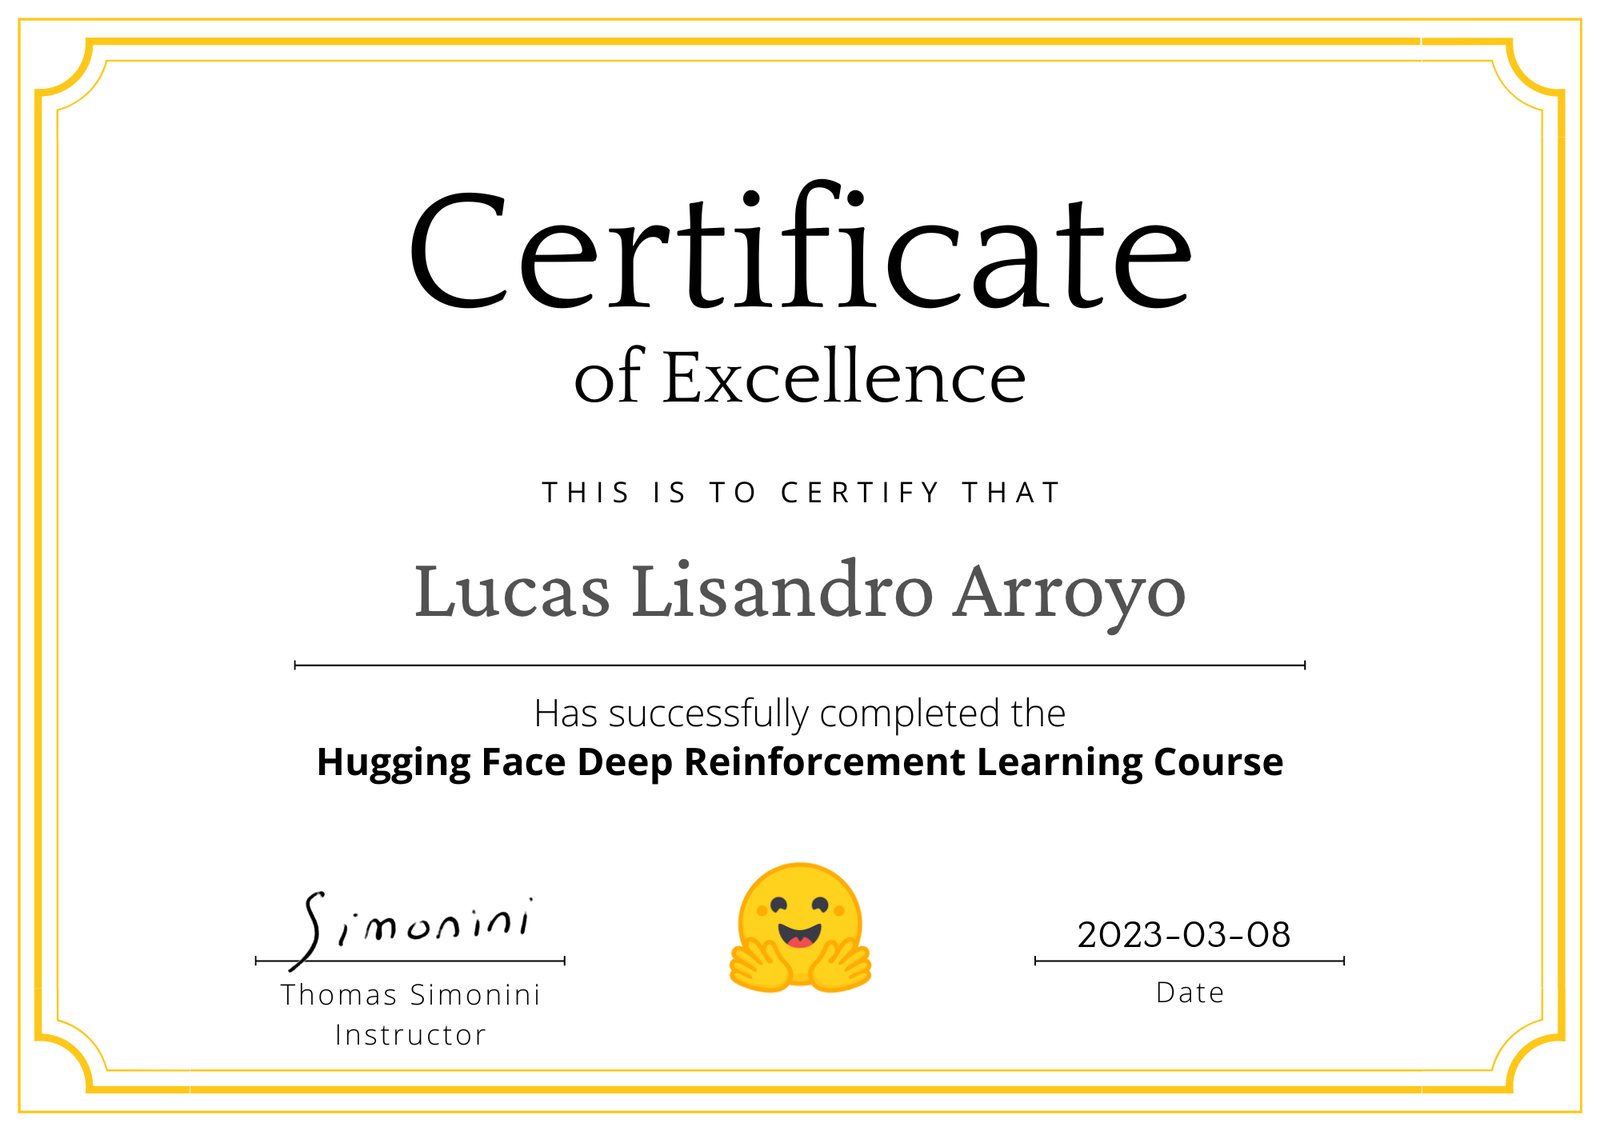 Certificate
of Excellence
THIS IS TO CERTIFY THAT
Lucas Lisandro Arroyo
Has successfully completed the
Hugging Face Deep Reinforcement Learning Course
Simonini
Thomas Simonini
Instructor
2023-03-08
Date